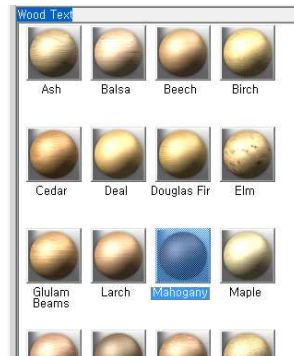 Wood Text
Ash Balsa Beech Birch
Cedar Deal Douglas Fir Elm
Glulam Beams Larch Mahogany Maple